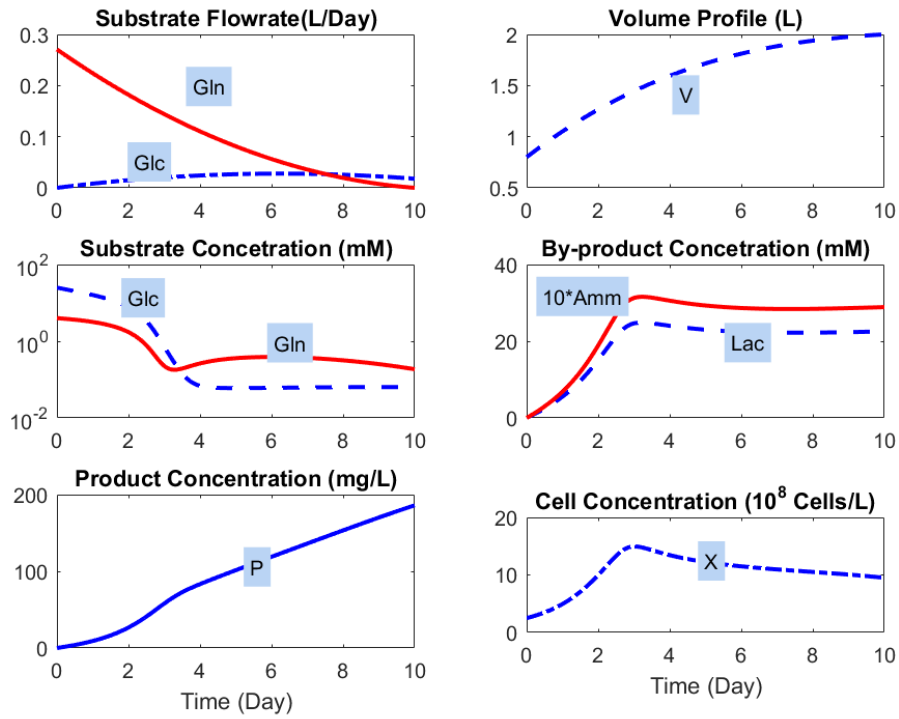 Substrate Flowrate(L/Day)
0.3
0.2
0.1
0
Gln
Glc
0 2 4 6 8 10
Volume Profile (L)
2
1.5
1
0.5
V
0 2 4 6 8 10
Substrate Concetration (mM)
10^2
10^0
10^-2
Glc
Gln
0 2 4 6 8 10
By-product Concetration (mM)
40
20
0
10*Amm
Lac
0 2 4 6 8 10
Product Concentration (mg/L)
200
100
0
P
0 2 4 6 8 10
Time (Day)
Cell Concentration (10^8 Cells/L)
20
10
0
X
0 2 4 6 8 10
Time (Day)